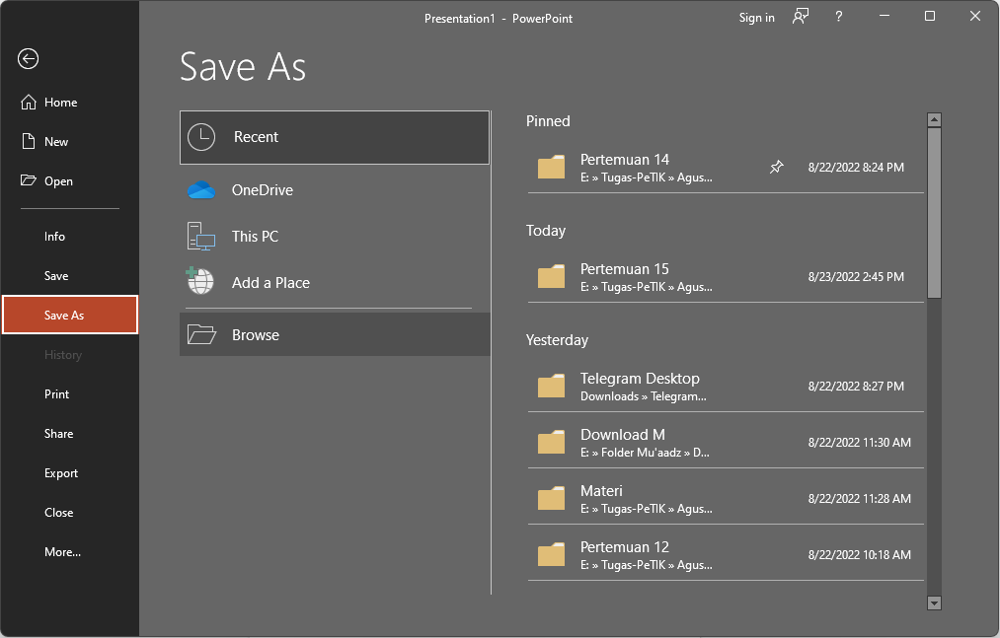 Presentation1 - PowerPoint
Sign in
?
Save As
Home
New
Open
Info
Save
Save As
History
Print
Share
Export
Close
More...
Recent
OneDrive
This PC
Add a Place
Browse
Pinned
Pertemuan 14
E: » Tugas-PeTIK » Agus...
8/22/2022 8:24 PM
Today
Pertemuan 15
E: » Tugas-PeTIK » Agus...
8/23/2022 2:45 PM
Yesterday
Telegram Desktop
Downloads » Telegram...
8/22/2022 8:27 PM
Download M
E: » Folder Mu'aadz » D...
8/22/2022 11:30 AM
Materi
E: » Tugas-PeTIK » Agus...
8/22/2022 11:28 AM
Pertemuan 12
E: » Tugas-PeTIK » Agus...
8/22/2022 10:18 AM